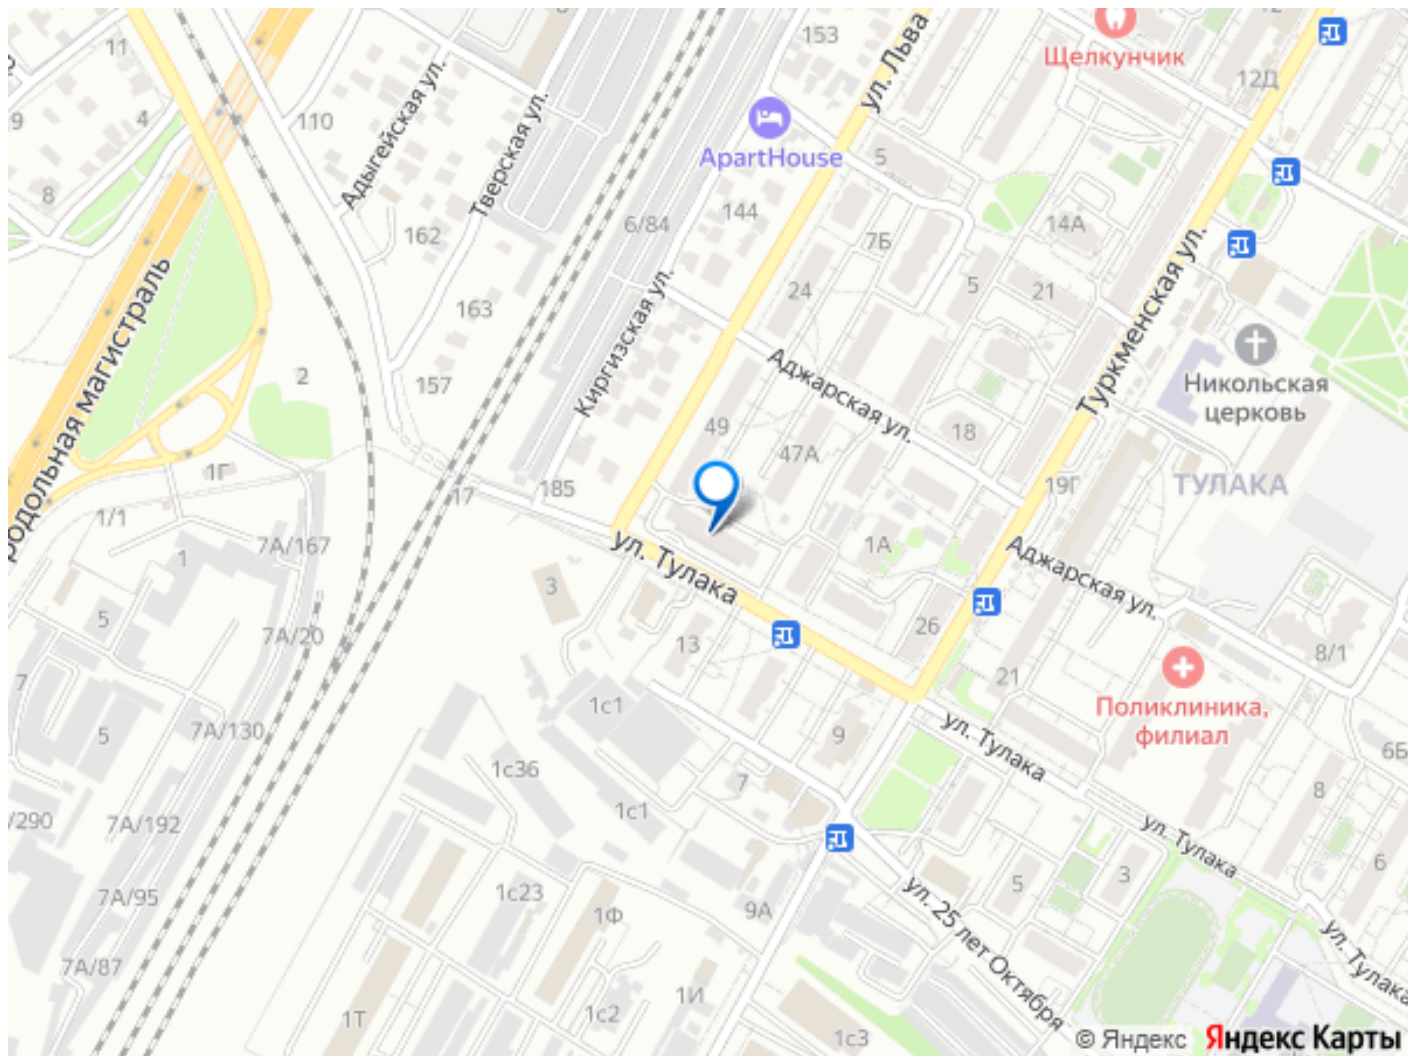 153
Щелкунчик
12Д
ул. Льва
11
9
4
110
Адыгейская ул.
Тверская ул.
ApartHouse
5
8
162
6/84
144
7Б
14А
Туркменская ул.
163
24
5
21
Киргизская ул.
Аджарская ул.
Никольская
церковь
2
157
49
47А
18
19Г
ТУЛАКА
1Г
17
185
1/1
7А/167
1
ул. Тулака
1А
Аджарская ул.
3
5
7А/20
13
26
8/1
21
Поликлиника,
филиал
7
5
7А/130
1с1
9
ул. Тулака
6Б
1с36
7
8
/290
7А/192
1с1
ул. Тулака
6
7А/95
1с23
1Ф
9А
5
3
ул. 25 лет Октября
ул. Тулака
7А/87
1Т
1с2
1И
1с3
© Яндекс Яндекс Карты